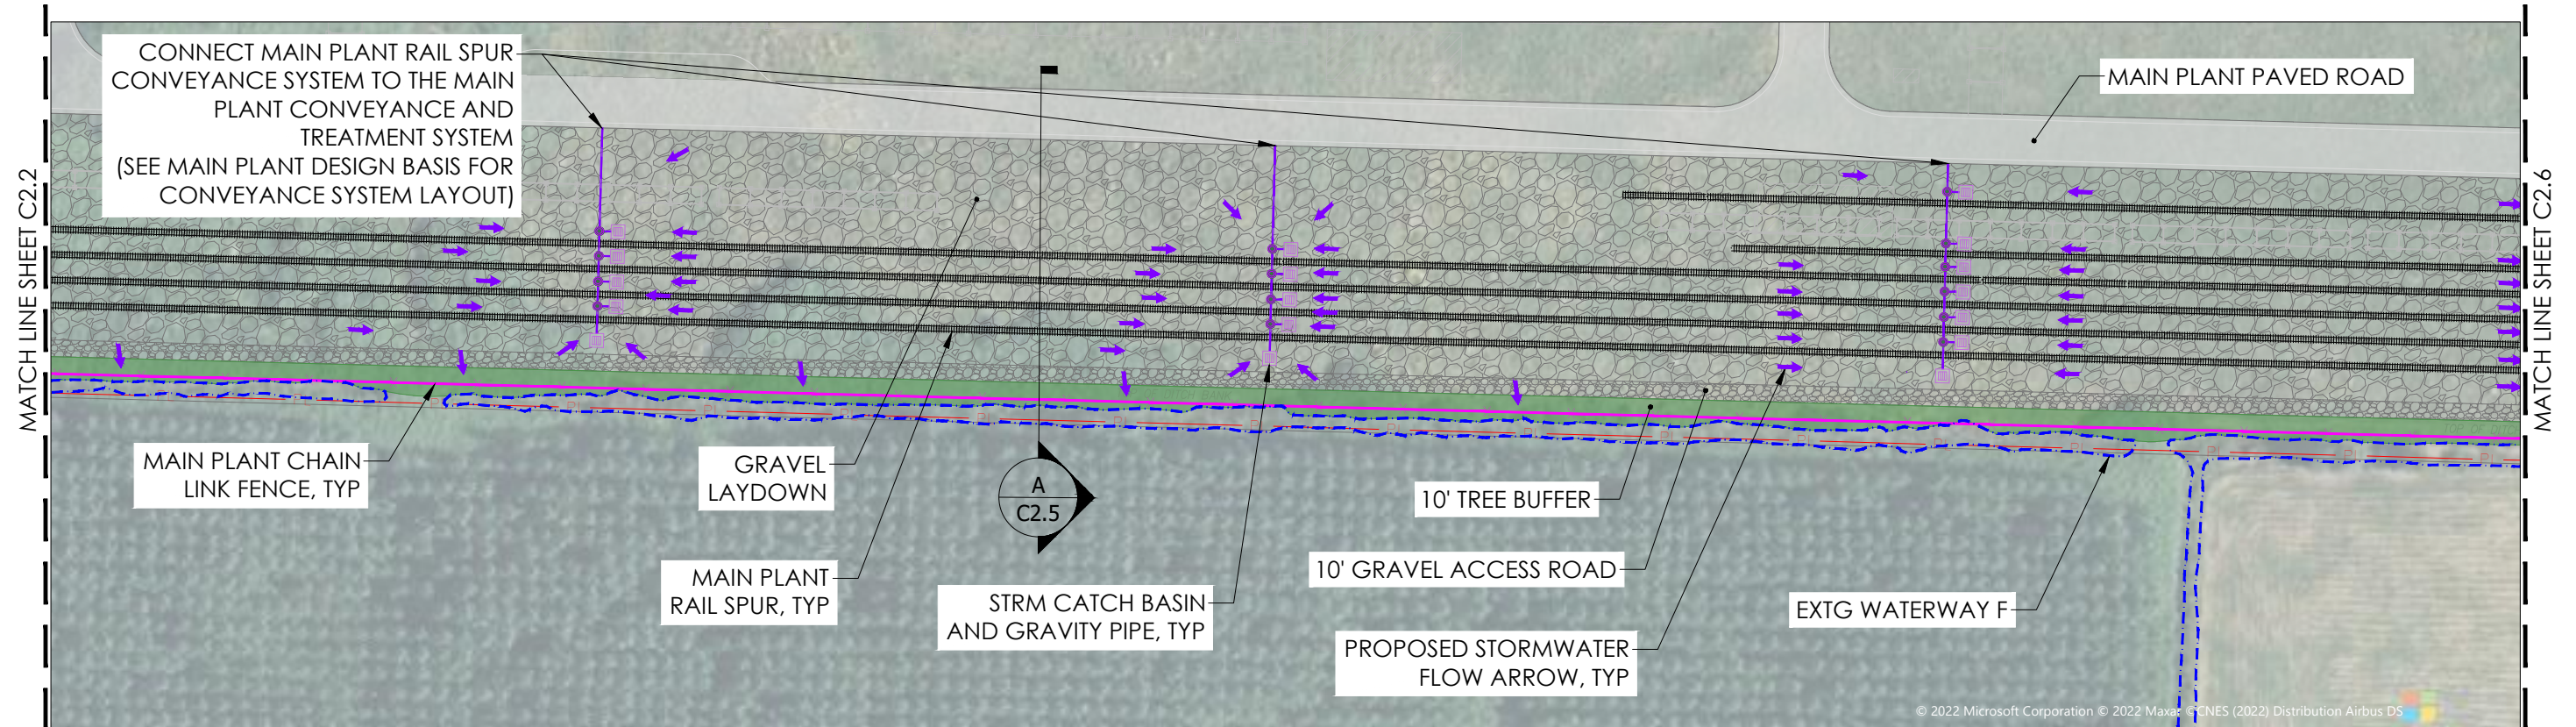 CONNECT MAIN PLANT RAIL SPUR
CONVEYANCE SYSTEM TO THE MAIN
PLANT CONVEYANCE AND
TREATMENT SYSTEM
(SEE MAIN PLANT DESIGN BASIS FOR
CONVEYANCE SYSTEM LAYOUT)
MAIN PLANT PAVED ROAD
MATCH LINE SHEET C2.2
MATCH LINE SHEET C2.6
MAIN PLANT CHAIN
LINK FENCE, TYP
GRAVEL
LAYDOWN
A
C2.5
MAIN PLANT
RAIL SPUR, TYP
STRM CATCH BASIN
AND GRAVITY PIPE, TYP
10' TREE BUFFER
10' GRAVEL ACCESS ROAD
PROPOSED STORMWATER
FLOW ARROW, TYP
EXTG WATERWAY F
© 2022 Microsoft Corporation © 2022 Maxar ©CNES (2022) Distribution Airbus DS